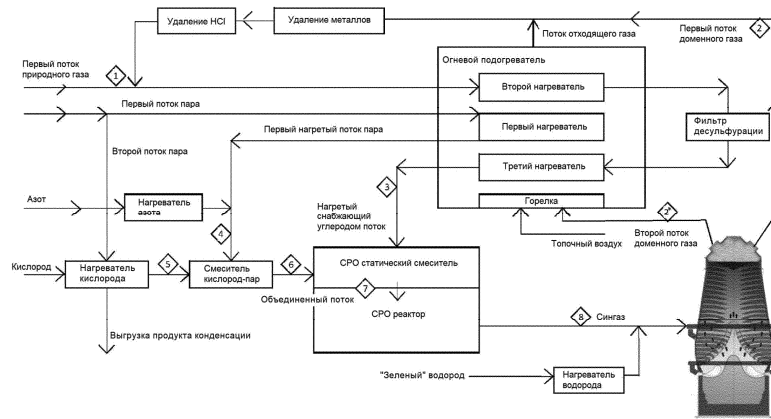 Удаление HCl
Удаление металлов
Поток отходящего газа
Первый поток
доменного газа
2
Первый поток
природного газа
1
Огневой подогреватель
Второй нагреватель
Первый поток пара
Первый нагретый поток пара
Первый нагреватель
Фильтр
десульфурации
Второй поток пара
Третий нагреватель
3
Азот
Нагреватель
азота
Нагретый
снабжающий
углеродом поток
Горелка
2"
Второй поток
доменного газа
Топочный воздух
4
Кислород
Нагреватель
кислорода
5
Смеситель
кислород-пар
6
СРО статический смеситель
Объединенный поток
7
СРО реактор
8
Сингаз
Выгрузка продукта конденсации
"Зеленый" водород
Нагреватель
водорода